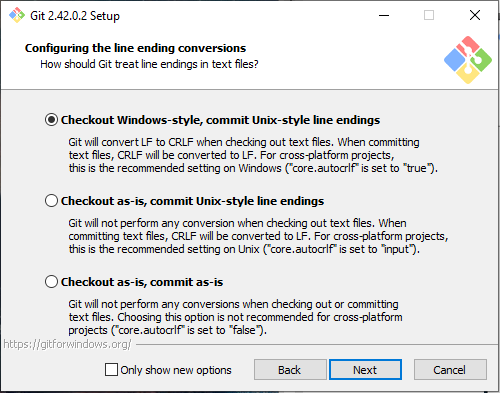 Git 2.42.0.2 Setup
Configuring the line ending conversions
How should Git treat line endings in text files?
Checkout Windows-style, commit Unix-style line endings
Git will convert LF to CRLF when checking out text files. When committing
text files, CRLF will be converted to LF. For cross-platform projects,
this is the recommended setting on Windows ("core.autocrlf" is set to "true").
Checkout as-is, commit Unix-style line endings
Git will not perform any conversion when checking out text files. When
committing text files, CRLF will be converted to LF. For cross-platform projects,
this is the recommended setting on Unix ("core.autocrlf" is set to "input").
Checkout as-is, commit as-is
Git will not perform any conversions when checking out or committing
text files. Choosing this option is not recommended for cross-platform
projects ("core.autocrlf" is set to "false").
https://gitforwindows.org/
Only show new options
Back
Next
Cancel